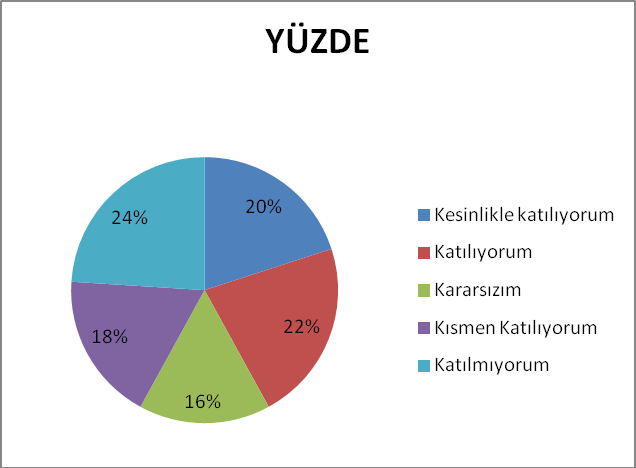 YÜZDE
20%
22%
16%
18%
24%
Kesinlikle katılıyorum
Katılıyorum
Kararsızım
Kısmen Katılıyorum
Katılmıyorum